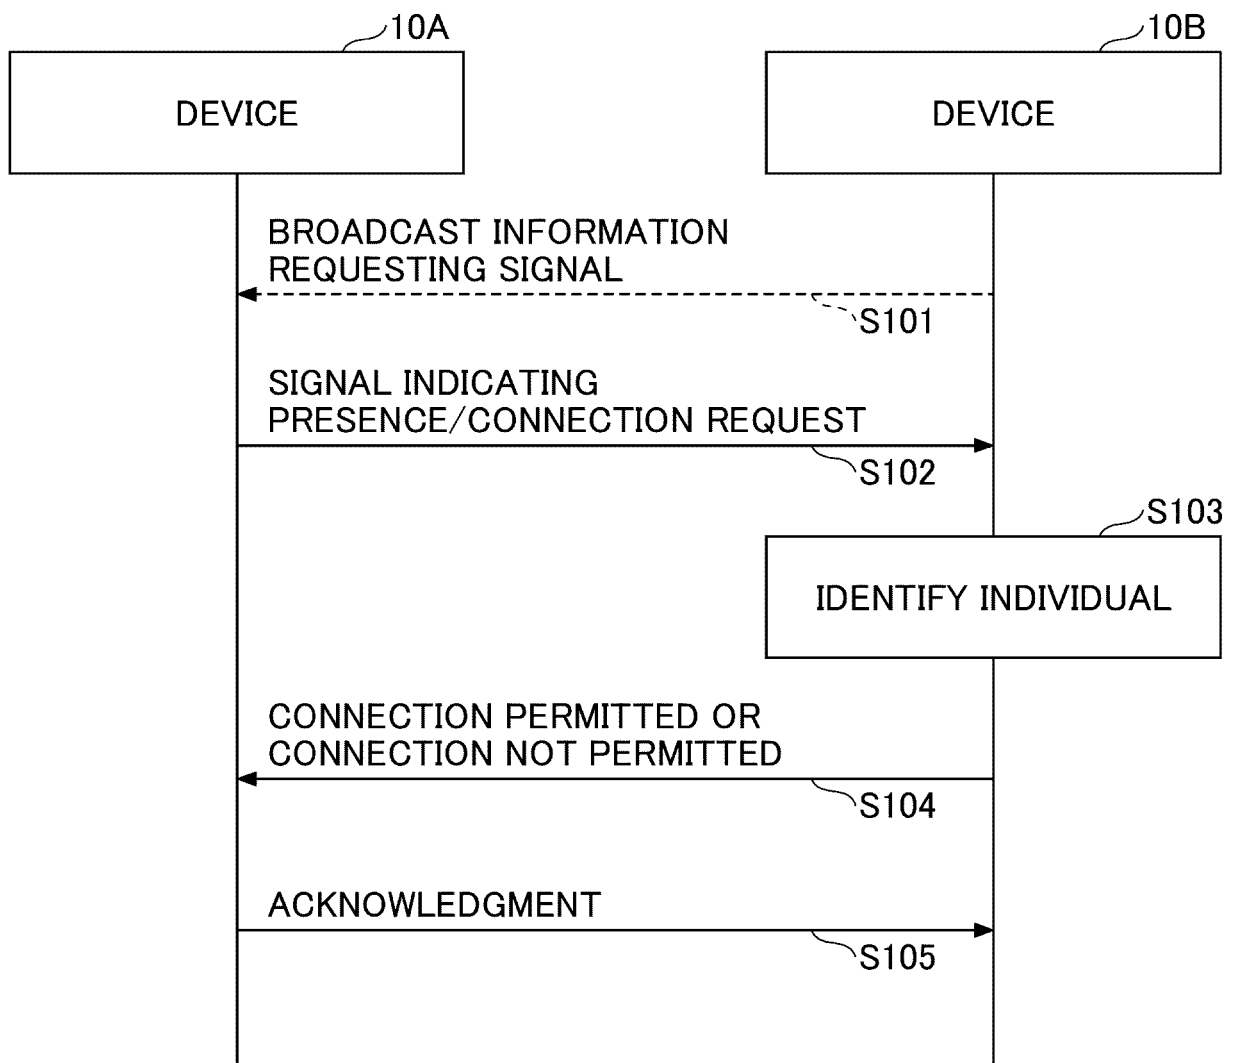 10A
10B
DEVICE
DEVICE
BROADCAST INFORMATION
REQUESTING SIGNAL
S101
SIGNAL INDICATING
PRESENCE/CONNECTION REQUEST
S102
S103
IDENTIFY INDIVIDUAL
CONNECTION PERMITTED OR
CONNECTION NOT PERMITTED
S104
ACKNOWLEDGMENT
S105